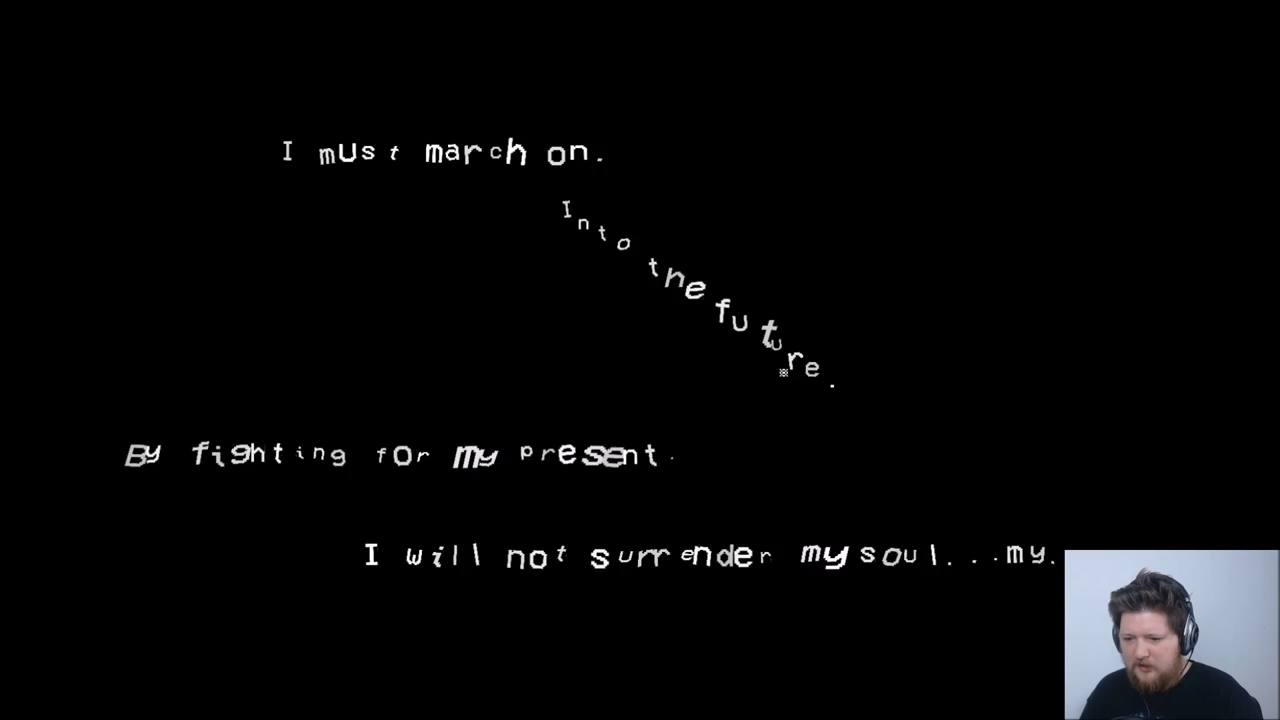 I must march on.
Into the future.
By fighting for my present.
I will not surrender my soul...my.